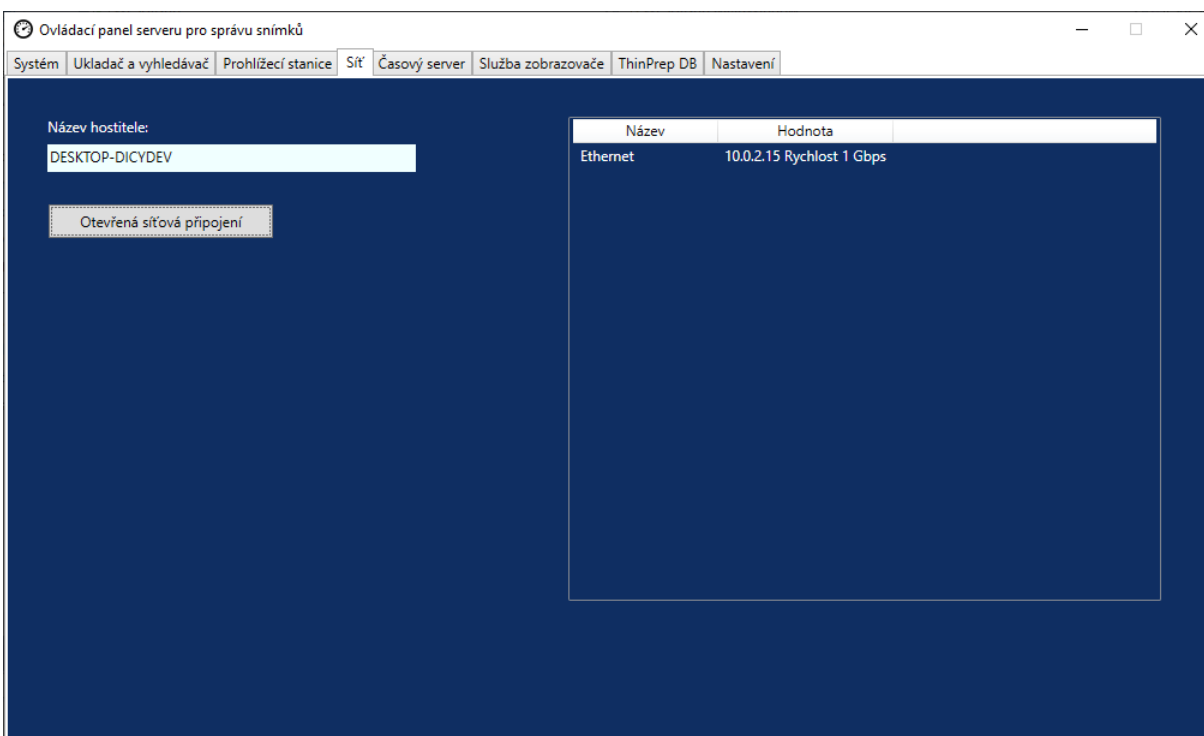 Ovládací panel serveru pro správu snímků
Systém Ukladač a vyhledávač Prohlížecí stanice Síť Časový server Služba zobrazovače ThinPrep DB Nastavení
Název hostitele:
DESKTOP-DICYDEV
Otevřená síťová připojení
Název Hodnota
Ethernet 10.0.2.15 Rychlost 1 Gbps